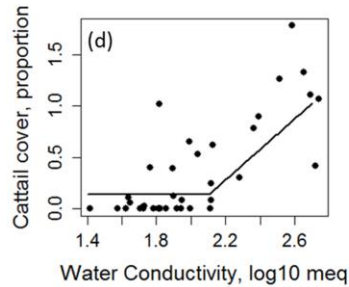 (d)
Cattail cover, proportion
1.5
1.0
0.5
0.0
1.4 1.8 2.2 2.6
Water Conductivity, log10 meq